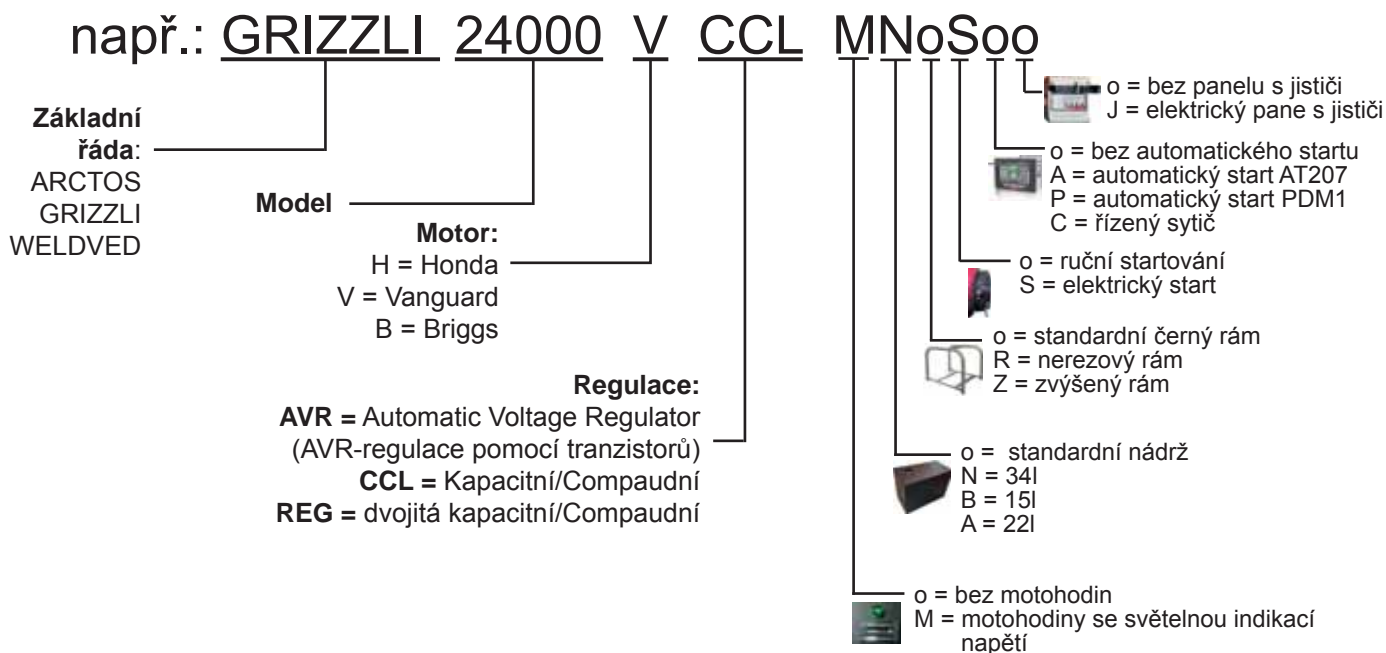 např.: GRIZZLI 24000 V CCL MNoSoo
o = bez panelu s jističi
J = elektrický pane s jističi
o = bez automatického startu
A = automatický start AT207
P = automatický start PDM1
C = řízený sytič
o = ruční startování
S = elektrický start
o = standardní černý rám
R = nerezový rám
Z = zvýšený rám
o = standardní nádrž
N = 34l
B = 15l
A = 22l
o = bez motohodin
M = motohodiny se světelnou indikací
napětí
Základní
řáda:
ARCTOS
GRIZZLI
WELDVED
Model
Motor:
H = Honda
V = Vanguard
B = Briggs
Regulace:
AVR = Automatic Voltage Regulator
(AVR-regulace pomocí tranzistorů)
CCL = Kapacitní/Compaudní
REG = dvojitá kapacitní/Compaudní